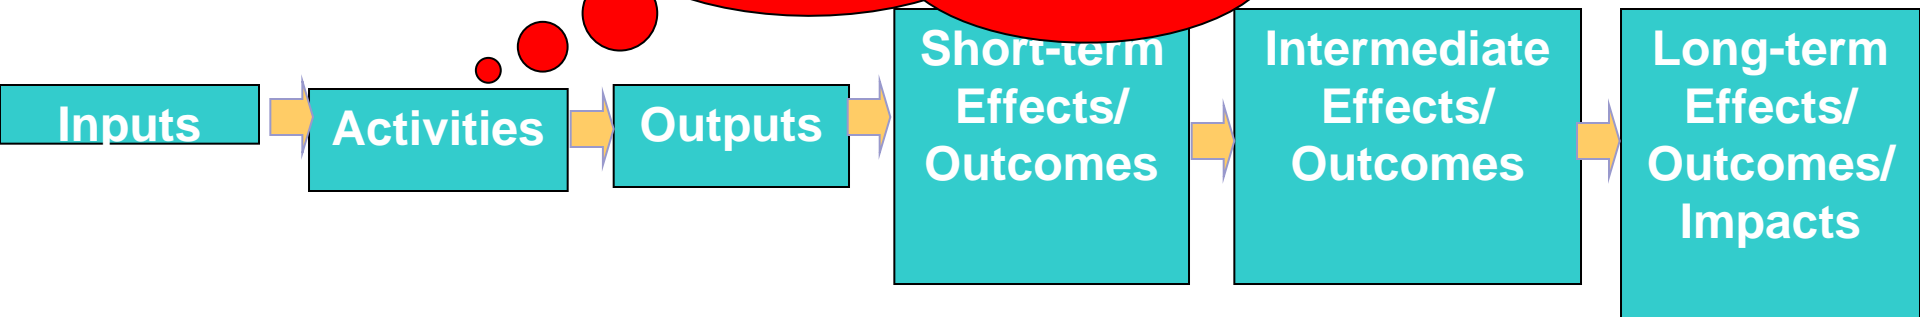 Inputs
Activities
Outputs
Short-term
Effects/
Outcomes
Intermediate
Effects/
Outcomes
Long-term
Effects/
Outcomes/
Impacts